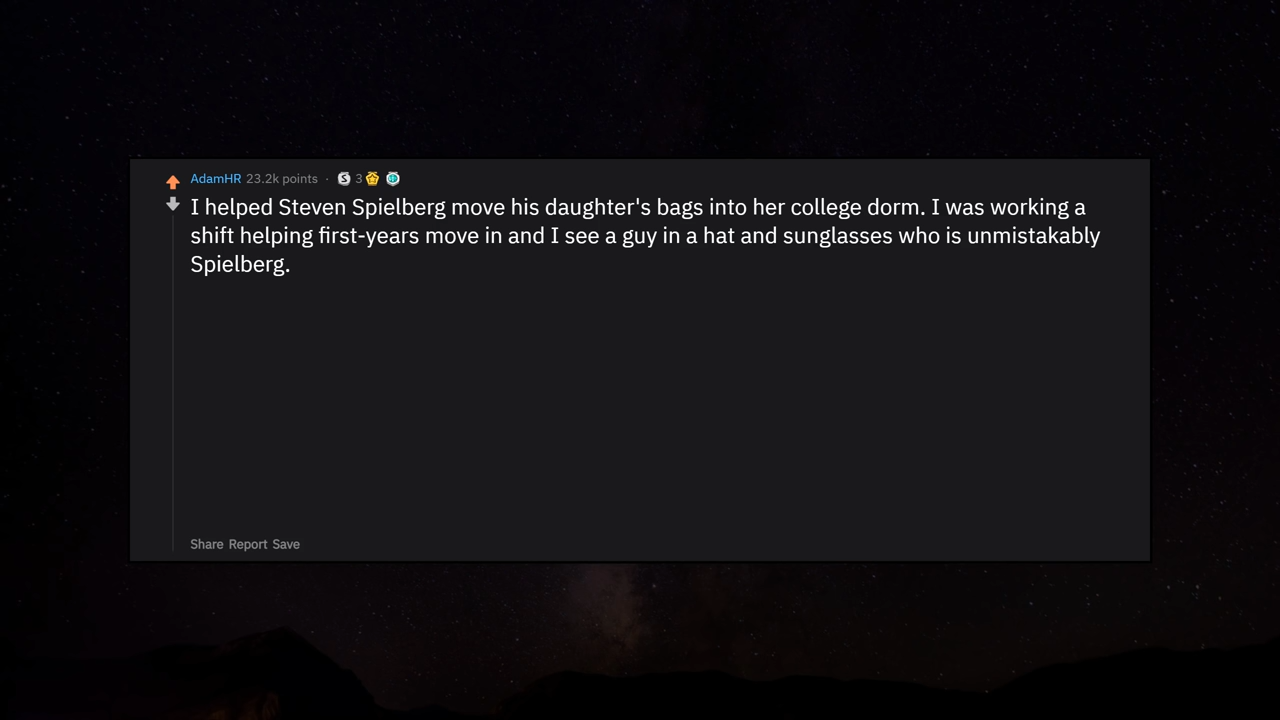 AdamHR 23.2k points · 3
I helped Steven Spielberg move his daughter's bags into her college dorm. I was working a
shift helping first-years move in and I see a guy in a hat and sunglasses who is unmistakably
Spielberg.
Share Report Save